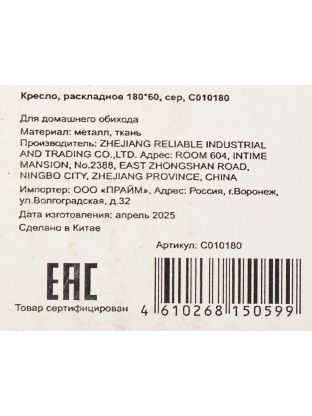 Кресло, раскладное 180*60, сер, C010180
Для домашнего обихода
Материал: металл, ткань
Производитель: ZHEJIANG RELIABLE INDUSTRIAL
AND TRADING CO.,LTD. Адрес: ROOM 604, INTIME
MANSION, No.2388, EAST ZHONGSHAN ROAD,
NINGBO CITY, ZHEJIANG PROVINCE, CHINA
Импортер: ООО «ПРАЙМ». Адрес: Россия, г.Воронеж,
ул.Волгоградская, д.32
Дата изготовления: апрель 2025
Сделано в Китае
Артикул: C010180
ЕАС
Товар сертифицирован
4 610268 150599